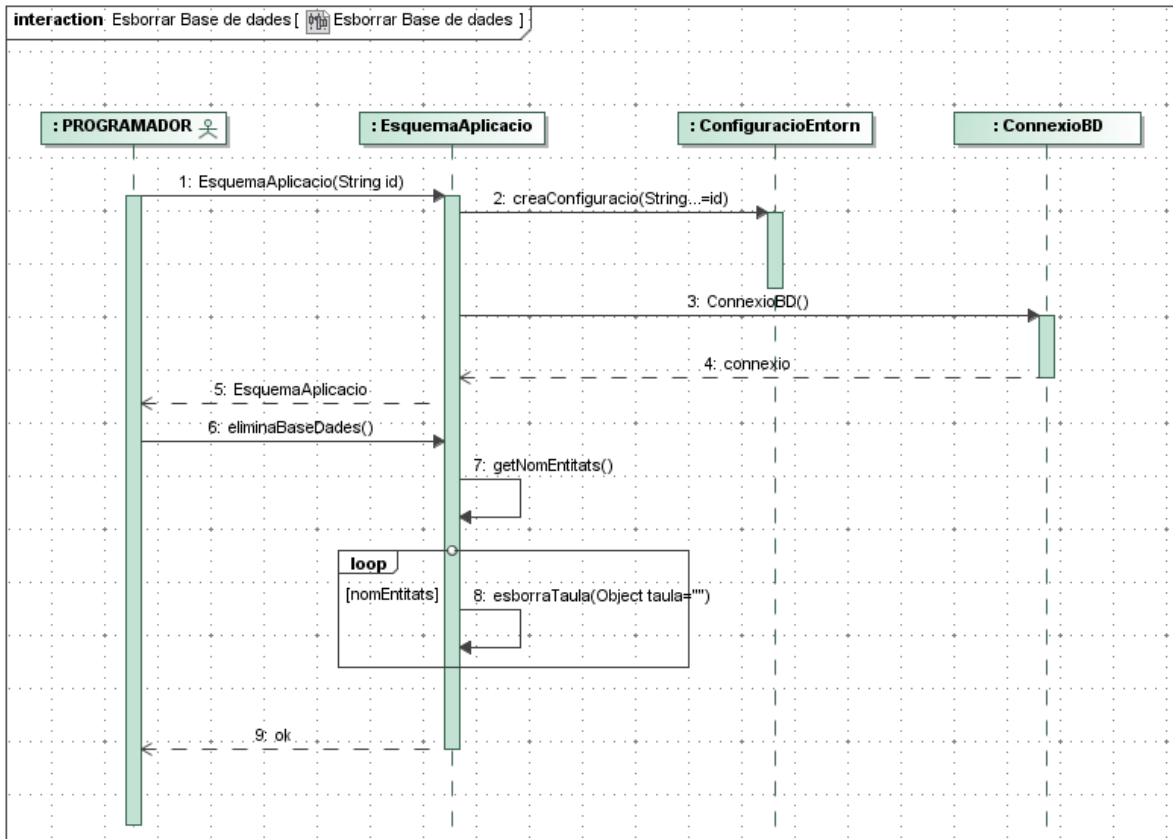 interaction Esborrar Base de dades [ Esborrar Base de dades ]
: PROGRAMADOR
: EsquemaAplicacio
: ConfiguracioEntorn
: ConnexioBD
1: EsquemaAplicacio(String id)
2: creaConfiguracio(String...=id)
3: ConnexioBD()
4: connexio
5: EsquemaAplicacio
6: eliminaBaseDades()
7: getNomEntitats()
loop
[nomEntitats]
8: esborraTaula(Object taula="")
9: ok